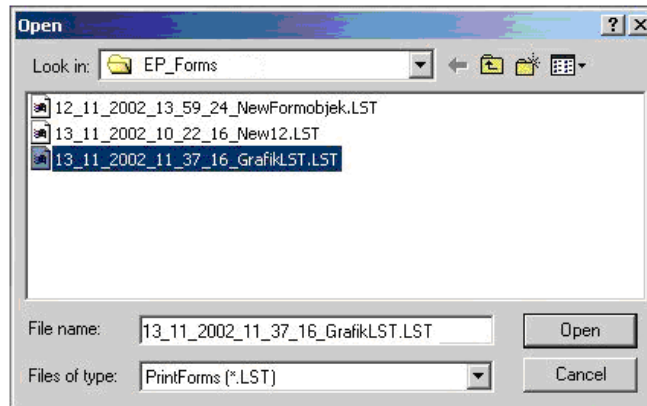 Open
Look in: EP_Forms
12_11_2002_13_59_24_NewFormobjek.LST
13_11_2002_10_22_16_New12.LST
13_11_2002_11_37_16_GrafikLST.LST
File name: 13_11_2002_11_37_16_GrafikLST.LST Open
Files of type: PrintForms (*.LST) Cancel